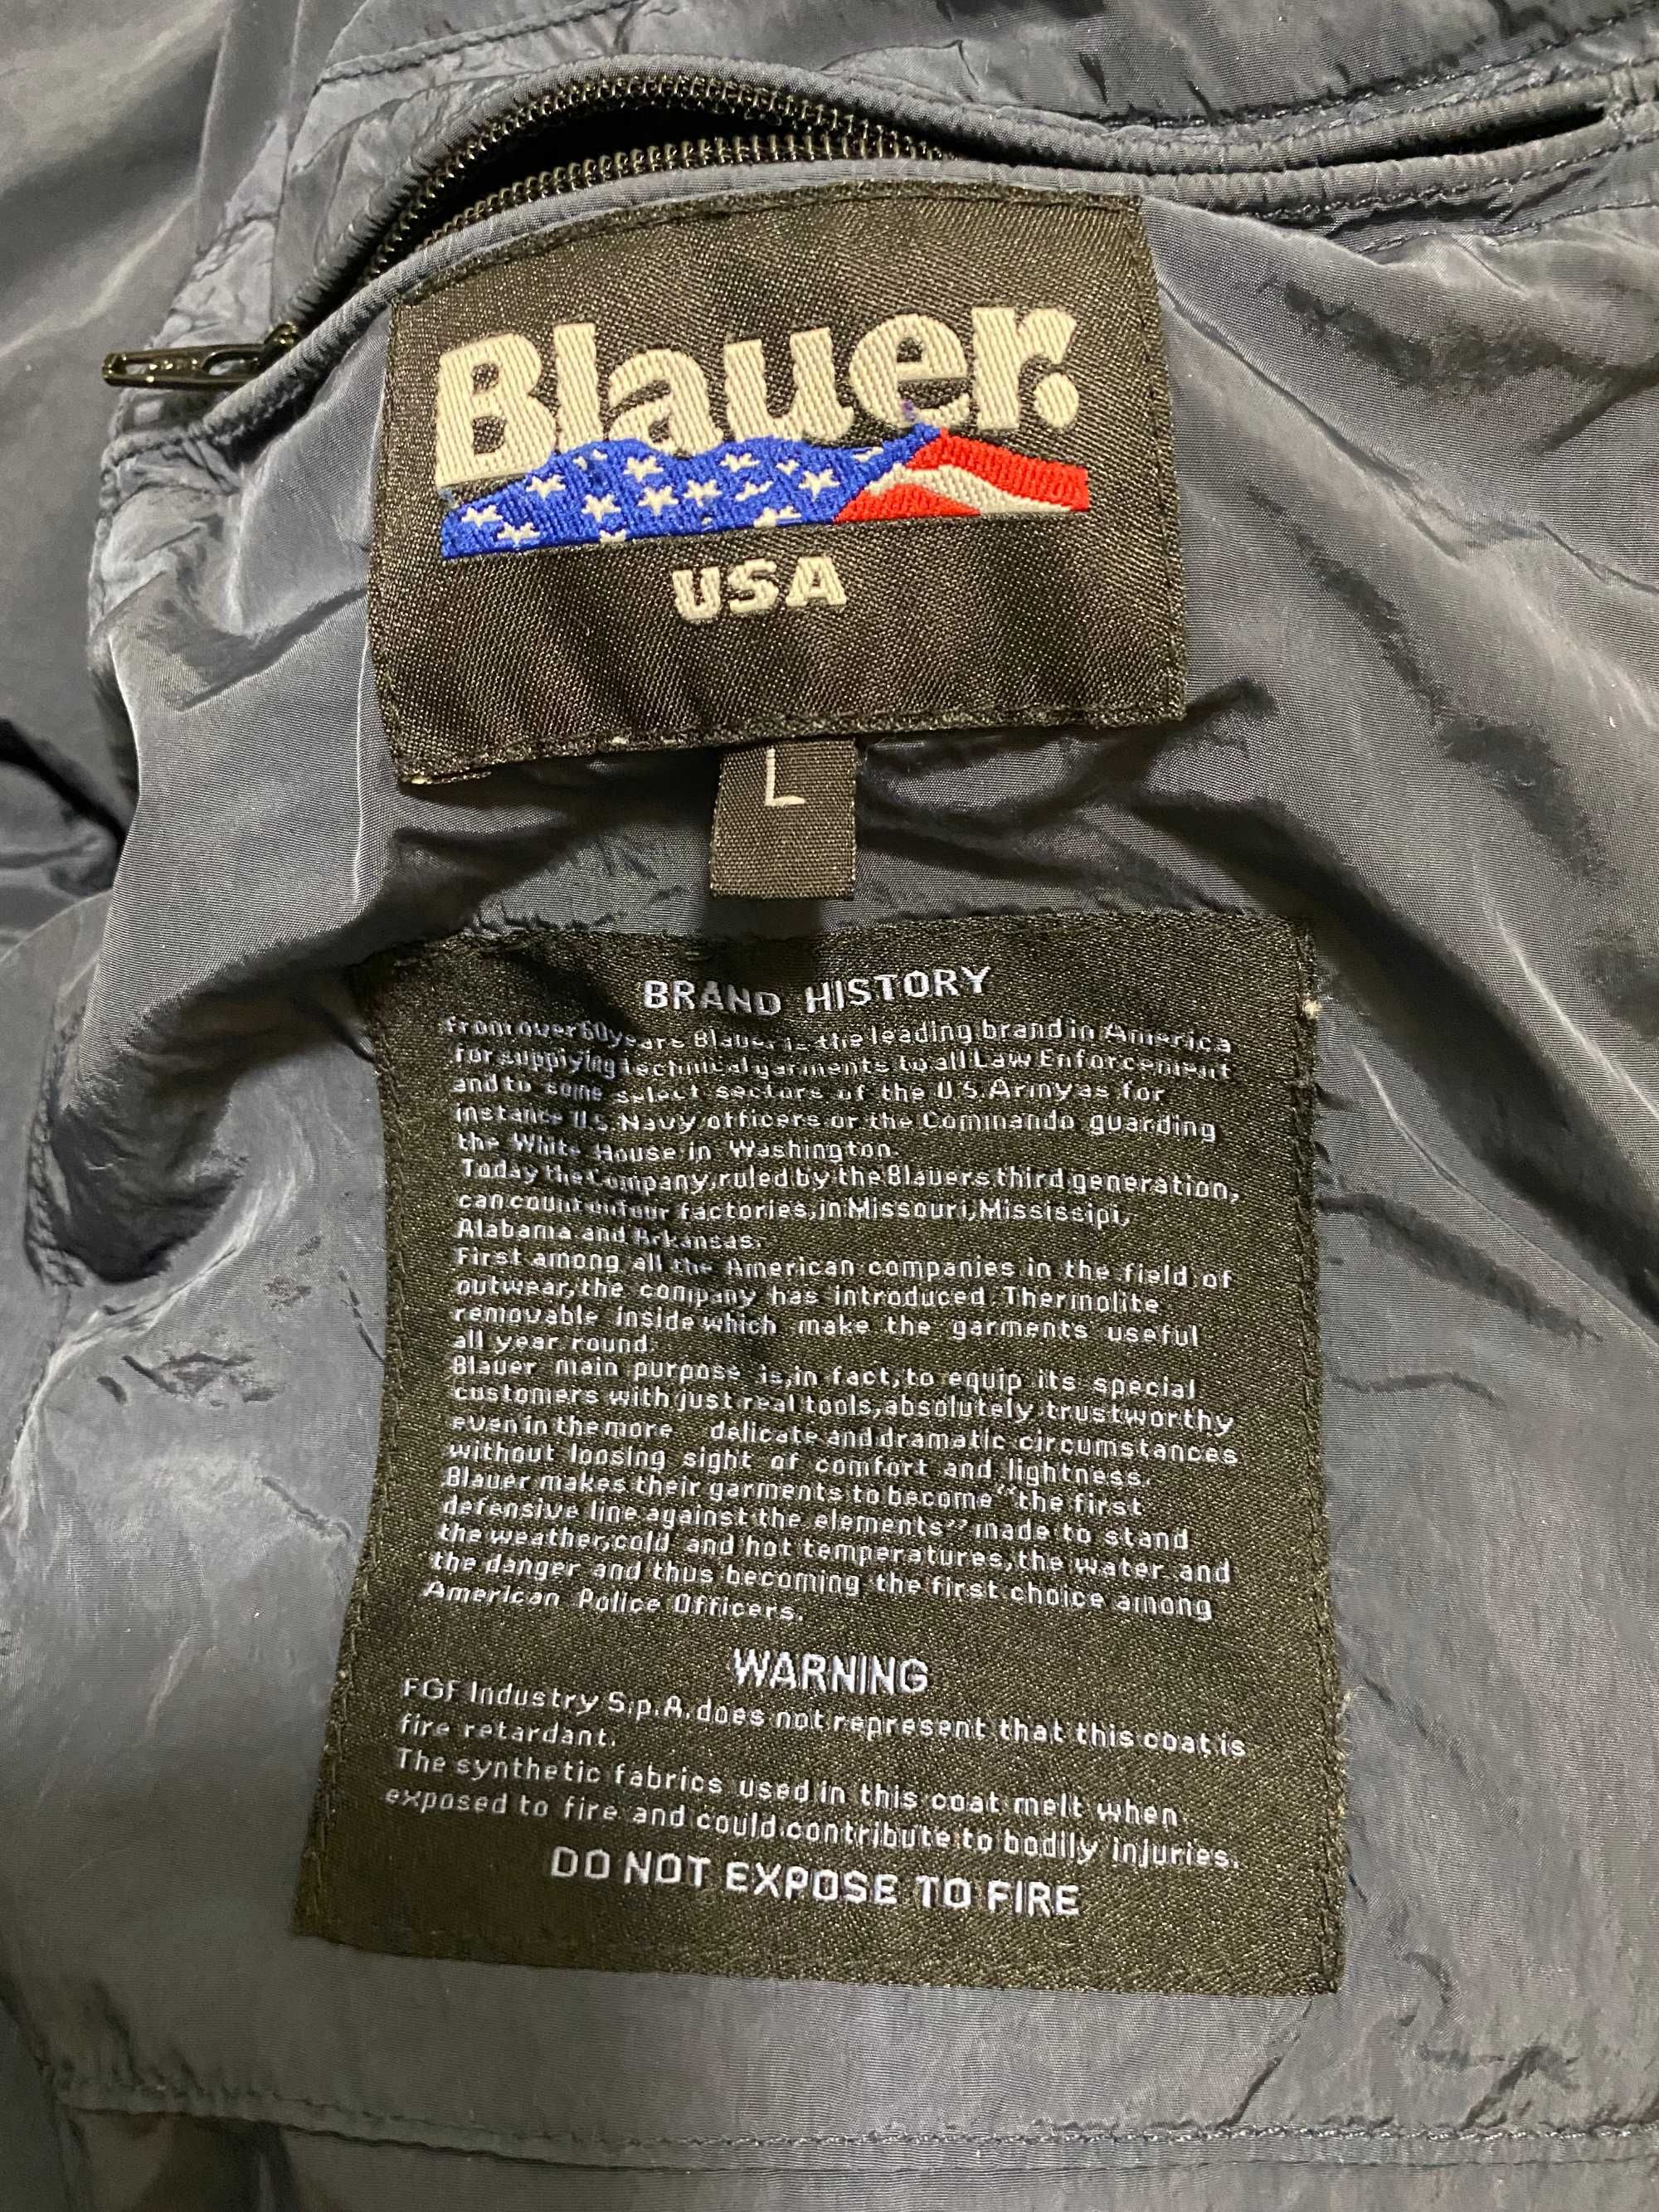 Blauer.
USA
L
BRAND HISTORY
From over 60 years Blauer is the leading brand in America
for supplying technical garments to all Law Enforcement
and to some select sectors of the U.S. Army as for
instance U.S. Navy officers or the Commando guarding
the White House in Washington.
Today the Company, ruled by the Blauers third generation,
can count on four factories, in Missouri, Mississipi,
Alabama and Arkansas.
First among all the American companies in the field of
outwear, the company has introduced Thermolite
removable inside which make the garments useful
all year round.
Blauer main purpose is, in fact, to equip its special
customers with just real tools, absolutely trustworthy
even in the more delicate and dramatic circumstances
without loosing sight of comfort and lightness.
Blauer makes their garments to become "the first
defensive line against the elements" made to stand
the weather, cold and hot temperatures, the water and
the danger and thus becoming the first choice among
American Police Officers.
WARNING
FGF Industry S.p.A. does not represent that this coat is
fire retardant.
The synthetic fabrics used in this coat melt when
exposed to fire and could contribute to bodily injuries.
DO NOT EXPOSE TO FIRE